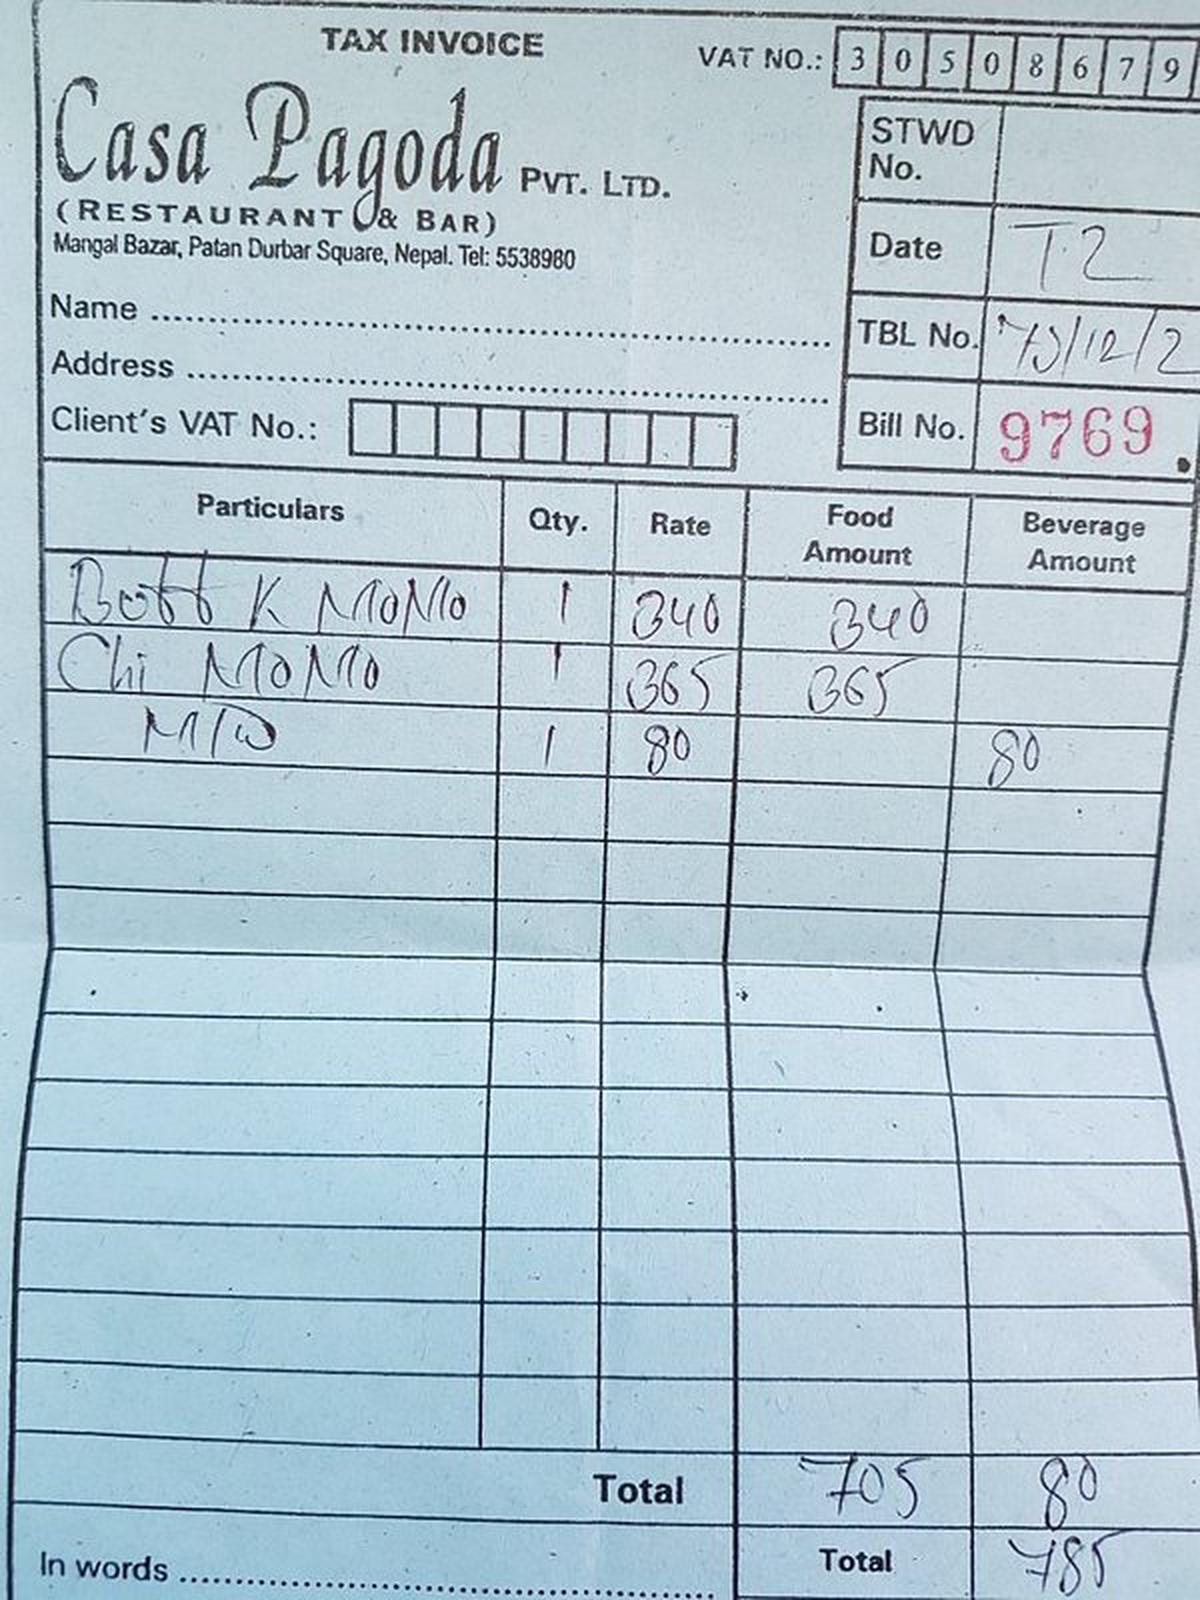 TAX INVOICE
VAT NO.: 3 0 5 0 8 6 7 9
Casa Pagoda PVT. LTD.
(RESTAURANT & BAR)
Mangal Bazar, Patan Durbar Square, Nepal. Tel: 5538980
STWD No.
Date T2
Name
TBL No. 73/12/2
Address
Client's VAT No.:
Bill No. 9769
Particulars Qty. Rate Food Amount Beverage Amount
Buff K MOMO 1 340 340
Chi MOMO 1 365 365
M/W 1 80 80
Total 705 80
In words
Total 785